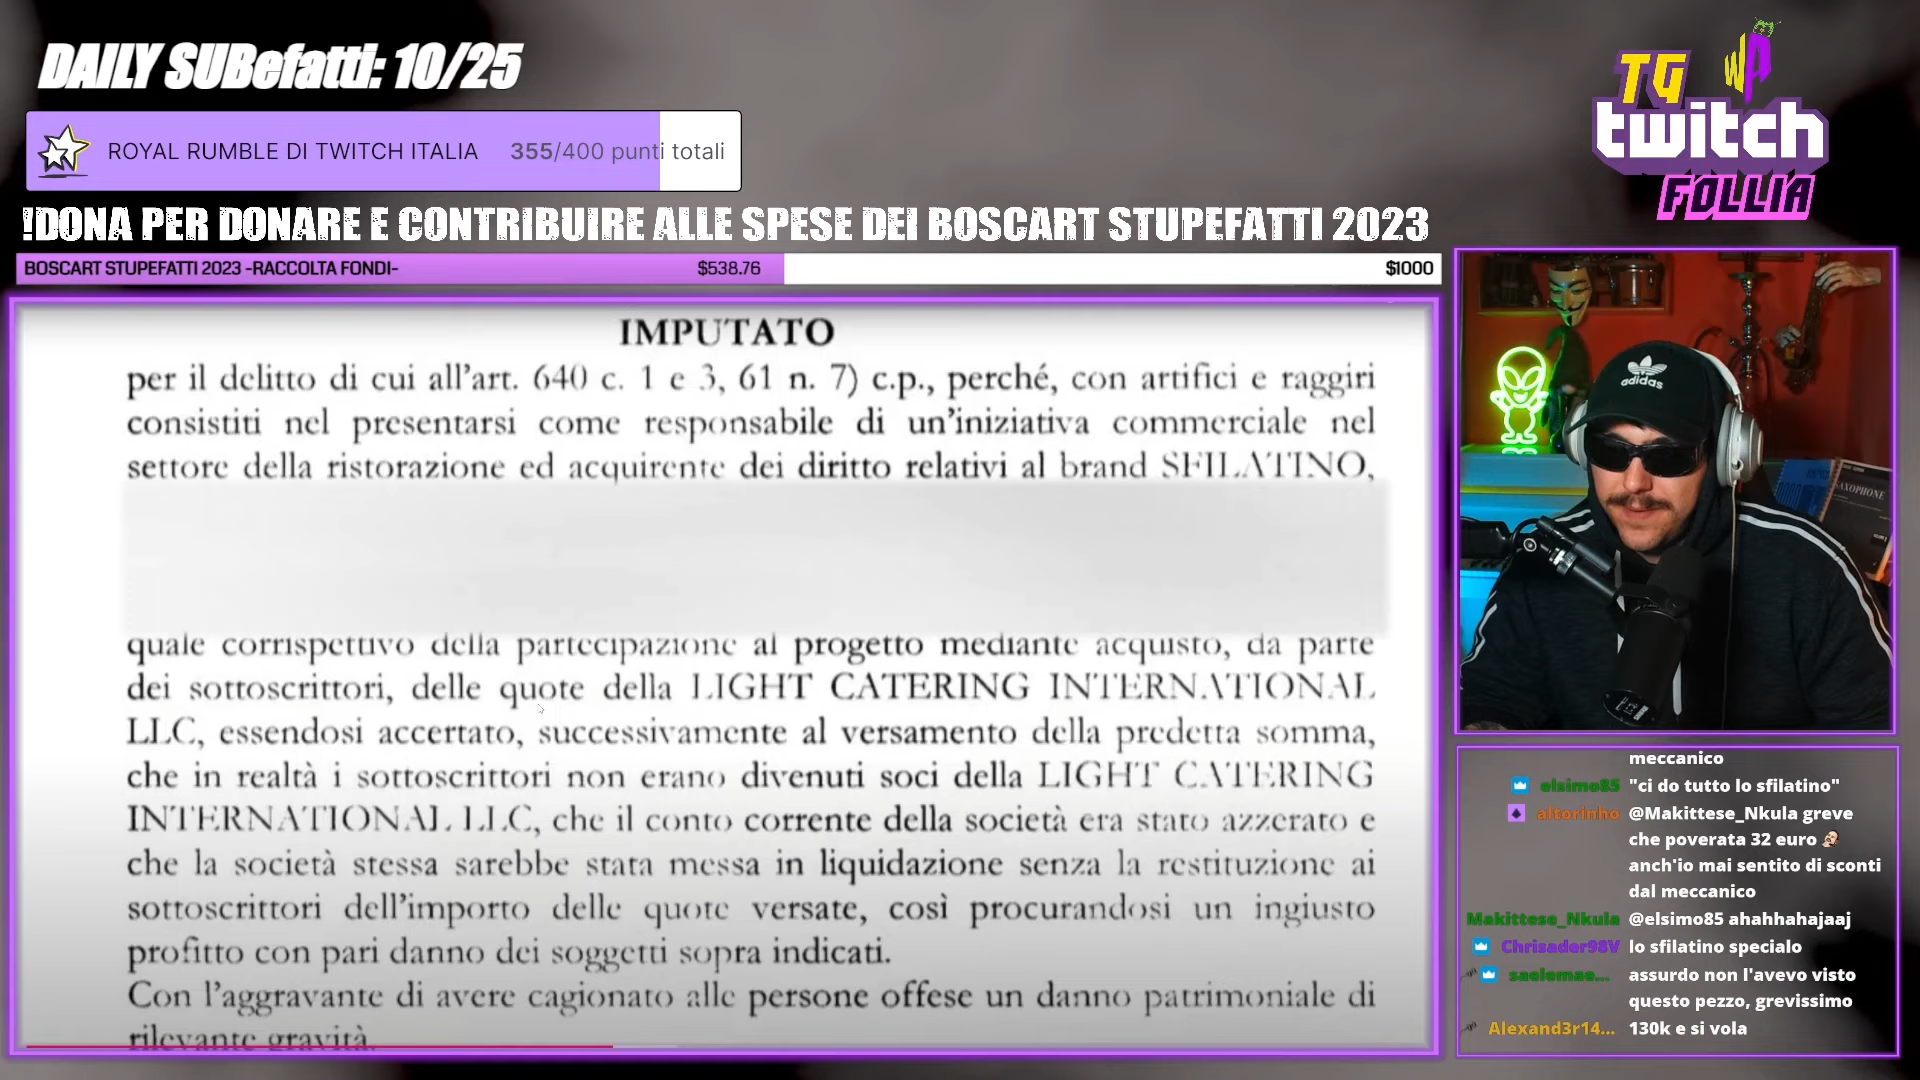 DAILY SUBefatti: 10/25
ROYAL RUMBLE DI TWITCH ITALIA 355/400 punti totali
!DONA PER DONARE E CONTRIBUIRE ALLE SPESE DEI BOSCART STUPEFATTI 2023
BOSCART STUPEFATTI 2023 -RACCOLTA FONDI- $538.76 $1000
TG WA
twitch
FOLLIA
IMPUTATO
per il delitto di cui all'art. 640 c. 1 e 3, 61 n. 7) c.p., perché, con artifici e raggiri
consistiti nel presentarsi come responsabile di un'iniziativa commerciale nel
settore della ristorazione ed acquirente dei diritto relativi al brand SFILATINO,
quale corrispettivo della partecipazione al progetto mediante acquisto, da parte
dei sottoscrittori, delle quote della LIGHT CATERING INTERNATIONAL
LLC, essendosi accertato, successivamente al versamento della predetta somma,
che in realtà i sottoscrittori non erano divenuti soci della LIGHT CATERING
INTERNATIONAL LLC, che il conto corrente della società era stato azzerato e
che la società stessa sarebbe stata messa in liquidazione senza la restituzione ai
sottoscrittori dell'importo delle quote versate, così procurandosi un ingiusto
profitto con pari danno dei soggetti sopra indicati.
Con l'aggravante di avere cagionato alle persone offese un danno patrimoniale di
rilevante gravità.
adidas
SAXOPHONE
meccanico
elsimo85 "ci do tutto lo sfilatino"
altorinho @Makittese_Nkula greve
che poverata 32 euro
anch'io mai sentito di sconti
dal meccanico
Makittese_Nkula @elsimo85 ahahhahajaaj
Chrisader98V lo sfilatino specialo
saelemae... assurdo non l'avevo visto
questo pezzo, grevissimo
Alexand3r14... 130k e si vola